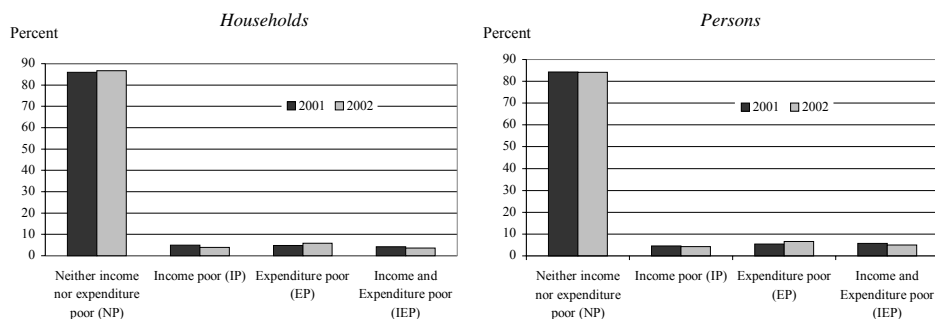 Households
Percent
90
80
70
60
50
40
30
20
10
0
2001 2002
Neither income nor expenditure poor (NP)
Income poor (IP)
Expenditure poor (EP)
Income and Expenditure poor (IEP)
Persons
Percent
90
80
70
60
50
40
30
20
10
0
2001 2002
Neither income nor expenditure poor (NP)
Income poor (IP)
Expenditure poor (EP)
Income and Expenditure poor (IEP)